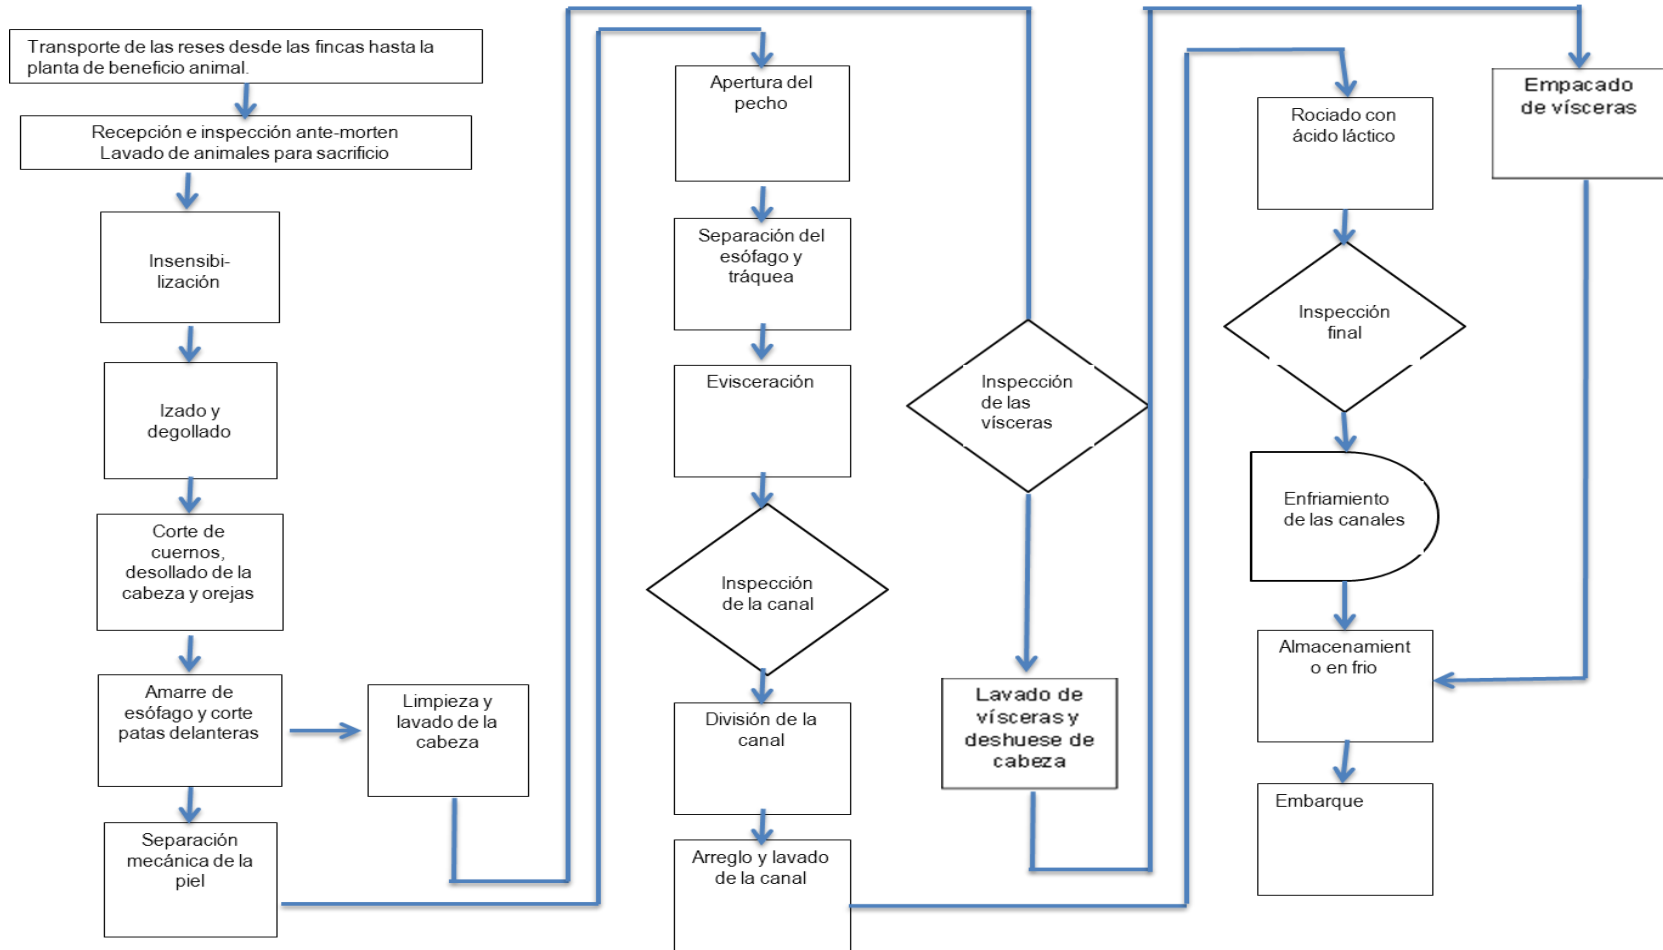 Transporte de las reses desde las fincas hasta la
planta de beneficio animal.
Recepción e inspección ante-morten
Lavado de animales para sacrificio
Insensibi-
lización
Izado y
degollado
Corte de
cuernos,
desollado de la
cabeza y orejas
Amarre de
esófago y corte
patas delanteras
Limpieza y
lavado de la
cabeza
Separación
mecánica de la
piel
Apertura del
pecho
Separación del
esófago y
tráquea
Evisceración
Inspección
de la canal
División de la
canal
Arreglo y lavado
de la canal
Inspección
de las
vísceras
Lavado de
vísceras y
deshuese de
cabeza
Rociado con
ácido láctico
Inspección
final
Enfriamiento
de las canales
Almacenamient
o en frio
Embarque
Empacado
de vísceras